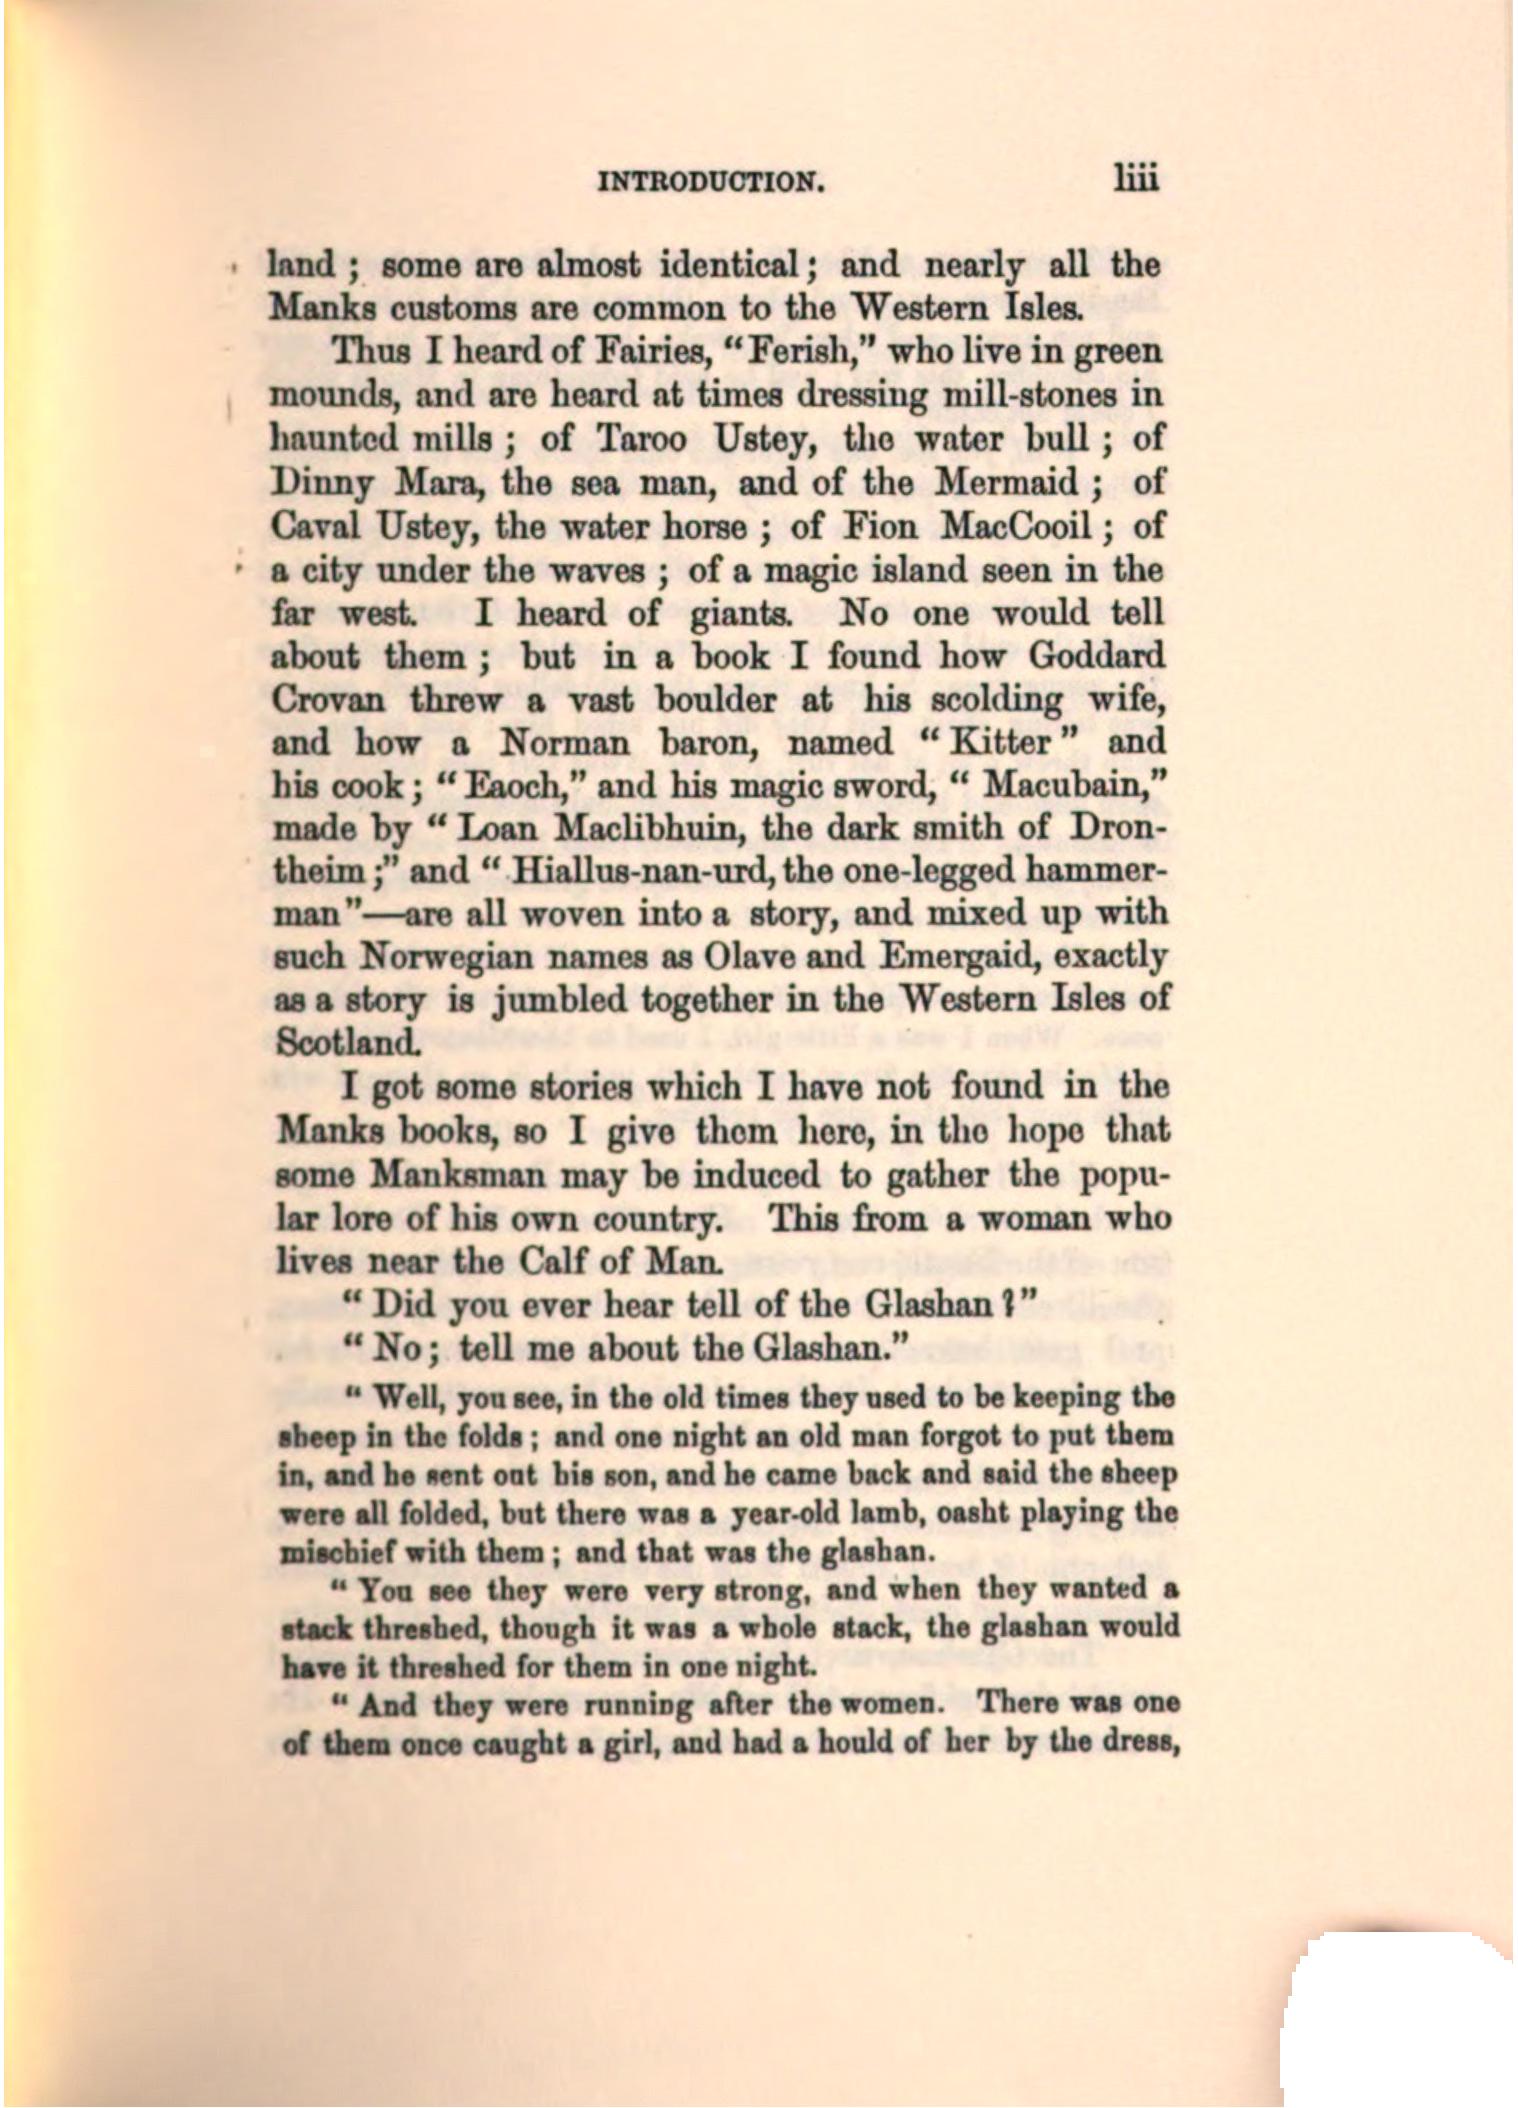 INTRODUCTION. liii
land ; some are almost identical; and nearly all the
Manks customs are common to the Western Isles.
Thus I heard of Fairies, “Ferish,” who live in green
mounds, and are heard at times dressing mill-stones in
haunted mills ; of Taroo Ustey, the water bull ; of
Dinny Mara, the sea man, and of the Mermaid ; of
Caval Ustey, the water horse ; of Fion MacCooil ; of
a city under the waves ; of a magic island seen in the
far west. I heard of giants. No one would tell
about them ; but in a book I found how Goddard
Crovan threw a vast boulder at his scolding wife,
and how a Norman baron, named “Kitter” and
his cook; “Eaoch,” and his magic sword, “Macubain,”
made by “Loan Maclibhuin, the dark smith of Dron-
theim;” and “Hiallus-nan-urd, the one-legged hammer-
man”—are all woven into a story, and mixed up with
such Norwegian names as Olave and Emergaid, exactly
as a story is jumbled together in the Western Isles of
Scotland.
I got some stories which I have not found in the
Manks books, so I give them here, in the hope that
some Manksman may be induced to gather the popu-
lar lore of his own country. This from a woman who
lives near the Calf of Man.
“Did you ever hear tell of the Glashan?”
“No; tell me about the Glashan.”
“Well, you see, in the old times they used to be keeping the
sheep in the folds; and one night an old man forgot to put them
in, and he sent out his son, and he came back and said the sheep
were all folded, but there was a year-old lamb, oasht playing the
mischief with them; and that was the glashan.
“You see they were very strong, and when they wanted a
stack threshed, though it was a whole stack, the glashan would
have it threshed for them in one night.
“And they were running after the women. There was one
of them once caught a girl, and had a hould of her by the dress,